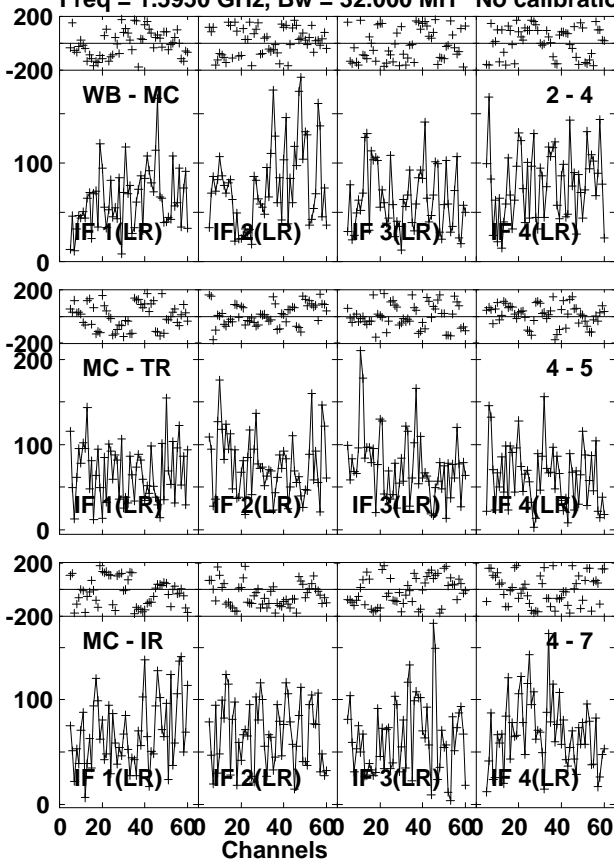 Freq = 1.5950 GHz, Bw = 32.000 MH No calibratio
200
-200
WB - MC 2 - 4
100
0
IF 1(LR) IF 2(LR) IF 3(LR) IF 4(LR)
200
-200
200
MC - TR 4 - 5
100
0
IF 1(LR) IF 2(LR) IF 3(LR) IF 4(LR)
200
-200
MC - IR 4 - 7
100
0
IF 1(LR) IF 2(LR) IF 3(LR) IF 4(LR)
0 20 40 60 0 20 40 60 0 20 40 60 0 20 40 60
Channels